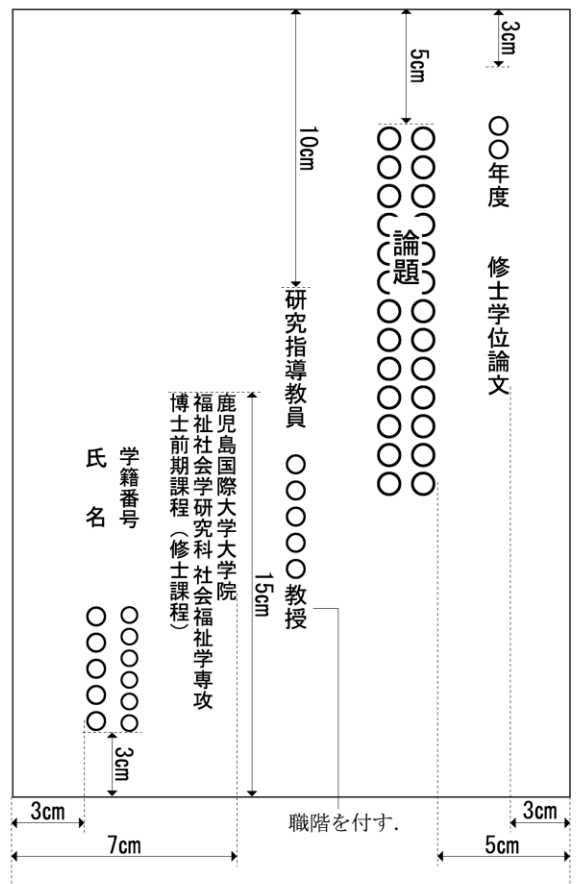 3cm
○○年度　修士学位論文
5cm
○○○○○○○○○○○○○
論題
○○○○○○○○○○○○○
10cm
研究指導教員　○○○○○教授
15cm
鹿児島国際大学大学院
福祉社会学研究科 社会福祉学専攻
博士前期課程（修士課程）
学籍番号　○○○○○○
氏　名　○○○○○
3cm
3cm
職階を付す.
3cm
7cm
5cm